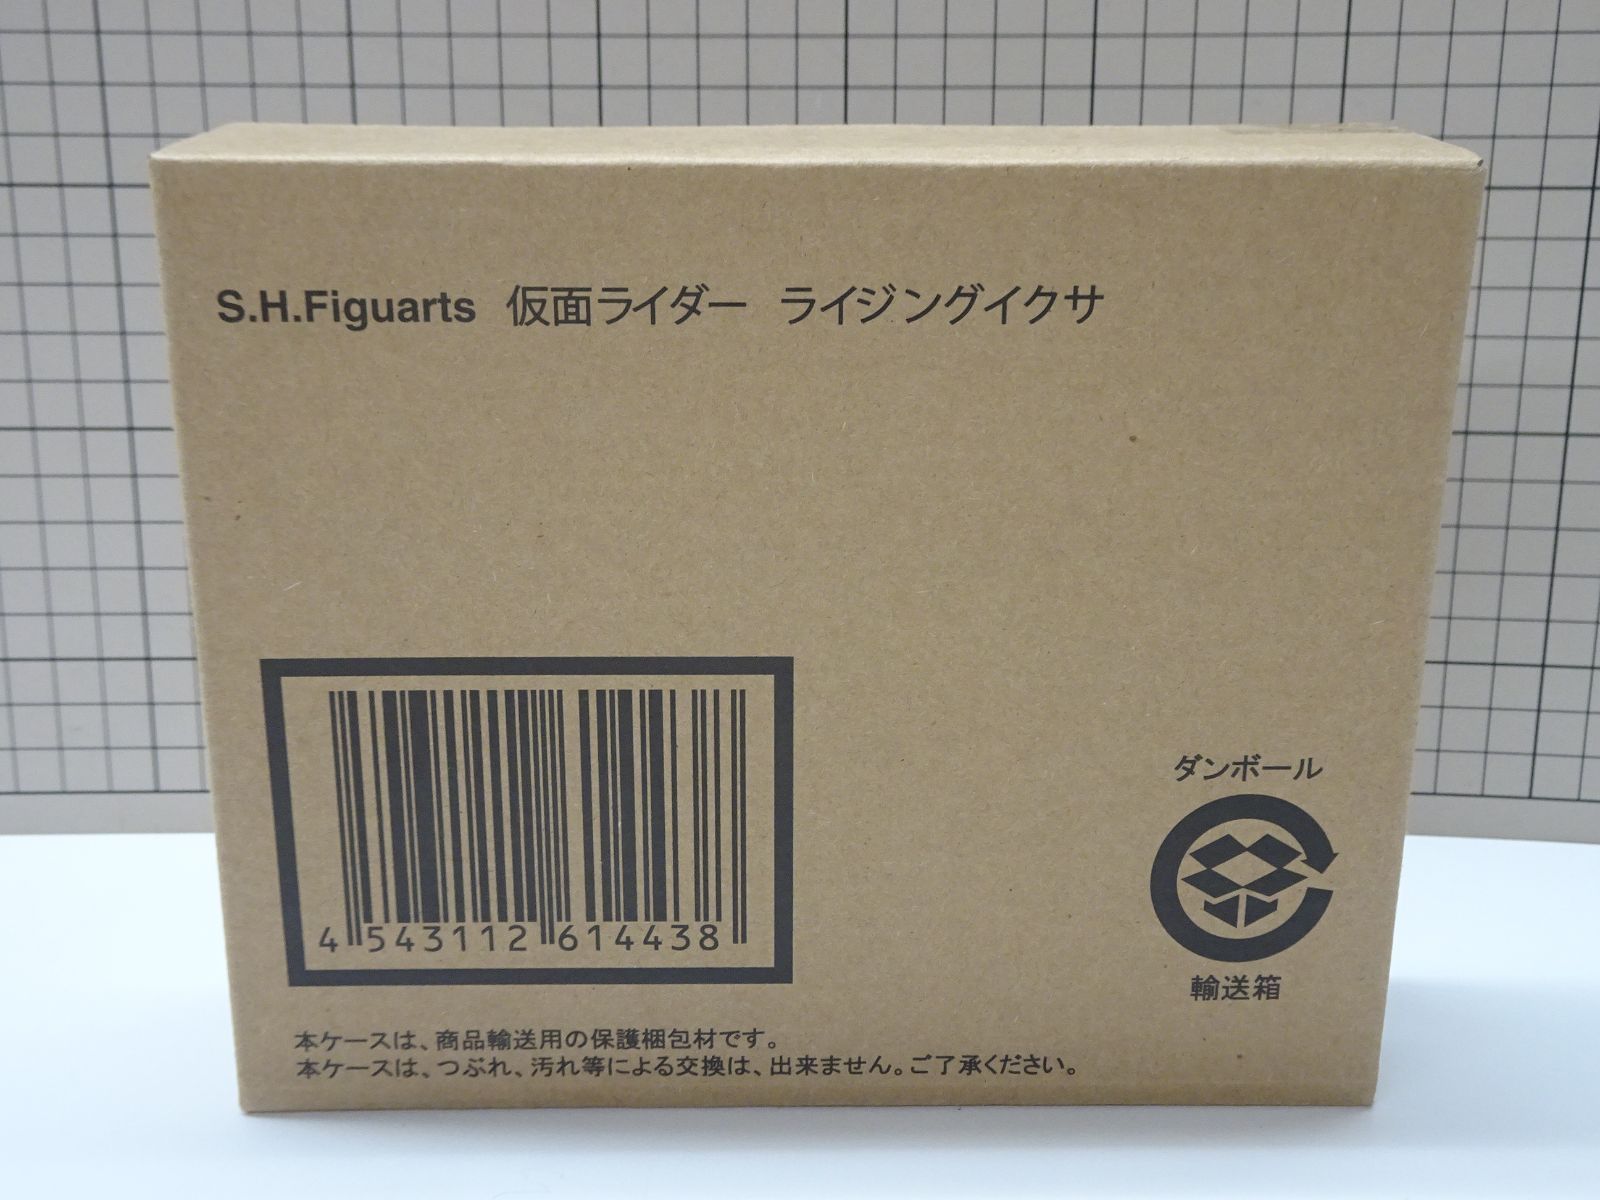 S.H.Figuarts 仮面ライダー ライジングイクサ
4 543112 614438
ダンボール
輸送箱
本ケースは、商品輸送用の保護梱包材です。
本ケースは、つぶれ、汚れ等による交換は、出来ません。ご了承ください。